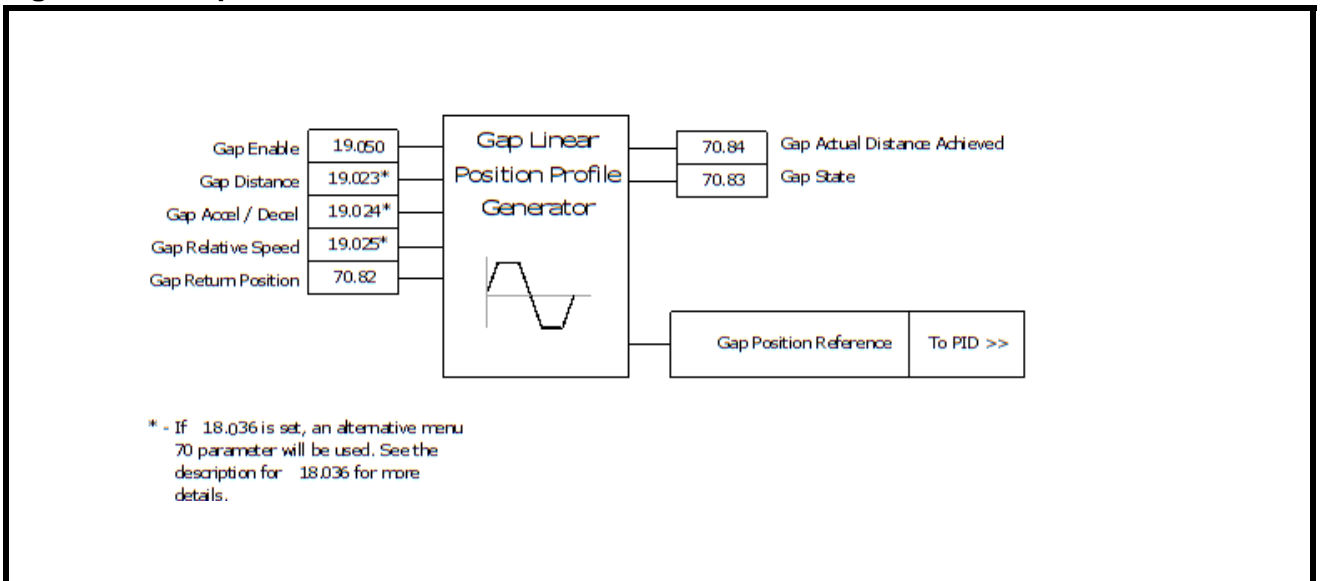 Gap Enable 19.050
Gap Distance 19.023*
Gap Accel / Decel 19.024*
Gap Relative Speed 19.025*
Gap Return Position 70.82
Gap Linear
Position Profile
Generator
70.84 Gap Actual Distance Achieved
70.83 Gap State
Gap Position Reference To PID >>
* - If 18.036 is set, an alternative menu
70 parameter will be used. See the
description for 18.036 for more
details.